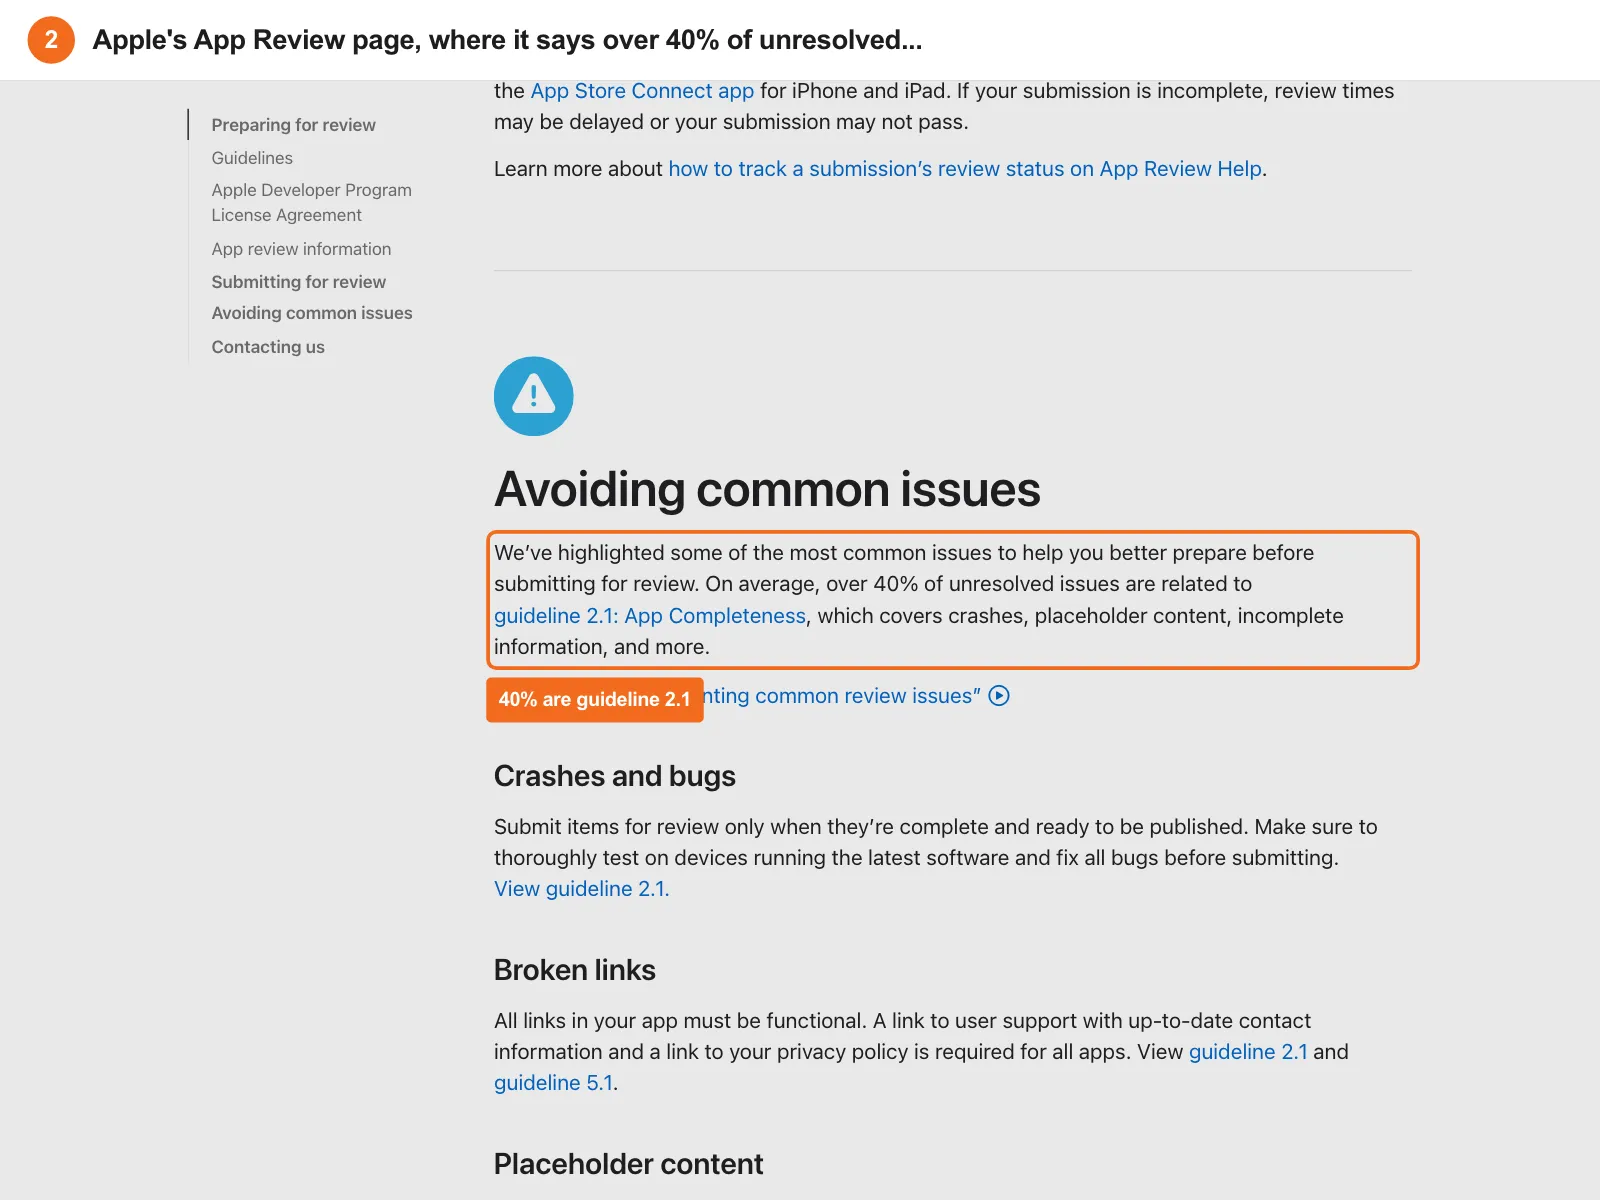 2
Apple's App Review page, where it says over 40% of unresolved...
Preparing for review
Guidelines
Apple Developer Program
License Agreement
App review information
Submitting for review
Avoiding common issues
Contacting us
the App Store Connect app for iPhone and iPad. If your submission is incomplete, review times
may be delayed or your submission may not pass.
Learn more about how to track a submission’s review status on App Review Help.
Avoiding common issues
We’ve highlighted some of the most common issues to help you better prepare before
submitting for review. On average, over 40% of unresolved issues are related to
guideline 2.1: App Completeness, which covers crashes, placeholder content, incomplete
information, and more.
40% are guideline 2.1
nting common review issues”
Crashes and bugs
Submit items for review only when they’re complete and ready to be published. Make sure to
thoroughly test on devices running the latest software and fix all bugs before submitting.
View guideline 2.1.
Broken links
All links in your app must be functional. A link to user support with up-to-date contact
information and a link to your privacy policy is required for all apps. View guideline 2.1 and
guideline 5.1.
Placeholder content